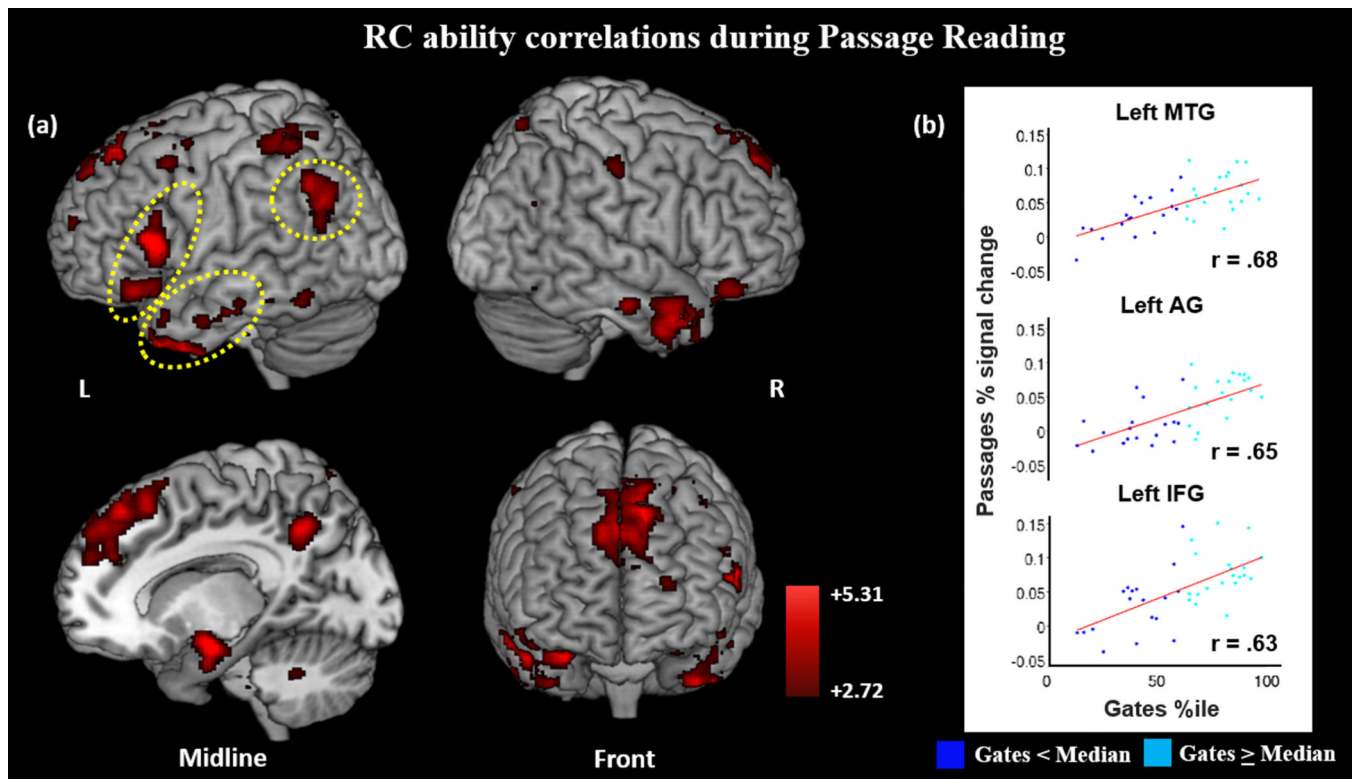 RC ability correlations during Passage Reading
(a)
L
R
Midline
Front
+5.31
+2.72
(b)
Passages % signal change
Left MTG
0.15
0.1
0.05
0
-0.05
r = .68
Left AG
0.15
0.1
0.05
0
-0.05
r = .65
Left IFG
0.15
0.1
0.05
0
-0.05
r = .63
0 50 100
Gates %ile
Gates < Median Gates ≥ Median